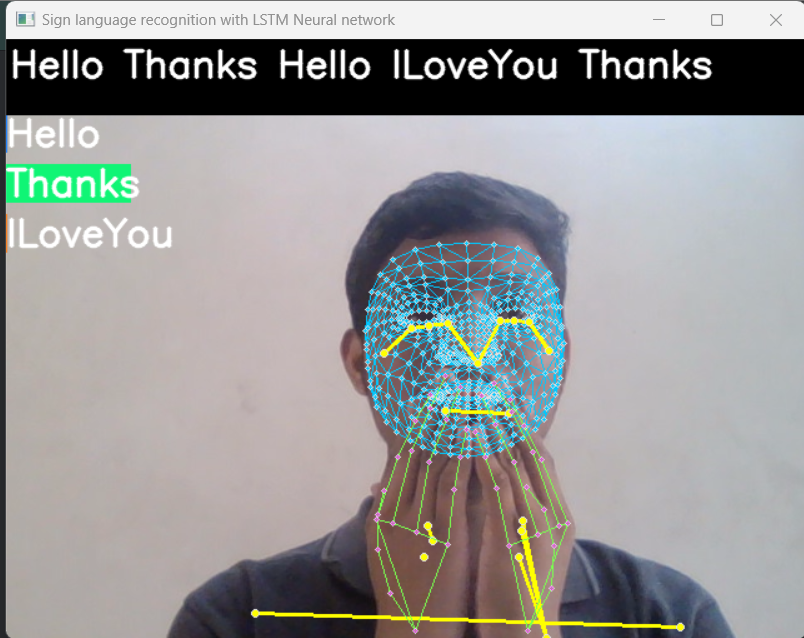 Sign language recognition with LSTM Neural network
Hello Thanks Hello ILoveYou Thanks
Hello
Thanks
ILoveYou